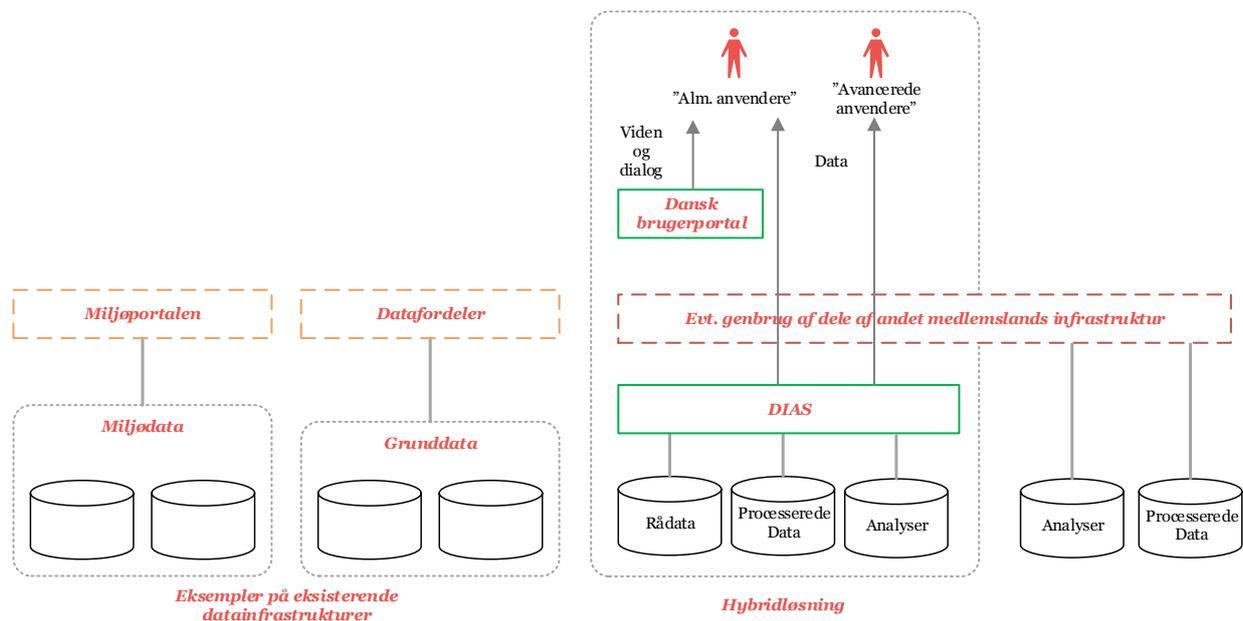 "Alm. anvendere"
"Avancerede
anvendere"
Viden
og
dialog
Data
Dansk
brugerportal
Miljøportalen
Datafordeler
Evt. genbrug af dele af andet medlemslands infrastruktur
Miljødata
Grunddata
DIAS
Rådata
Processerede
Data
Analyser
Analyser
Processerede
Data
Eksempler på eksisterende
datainfrastrukturer
Hybridløsning